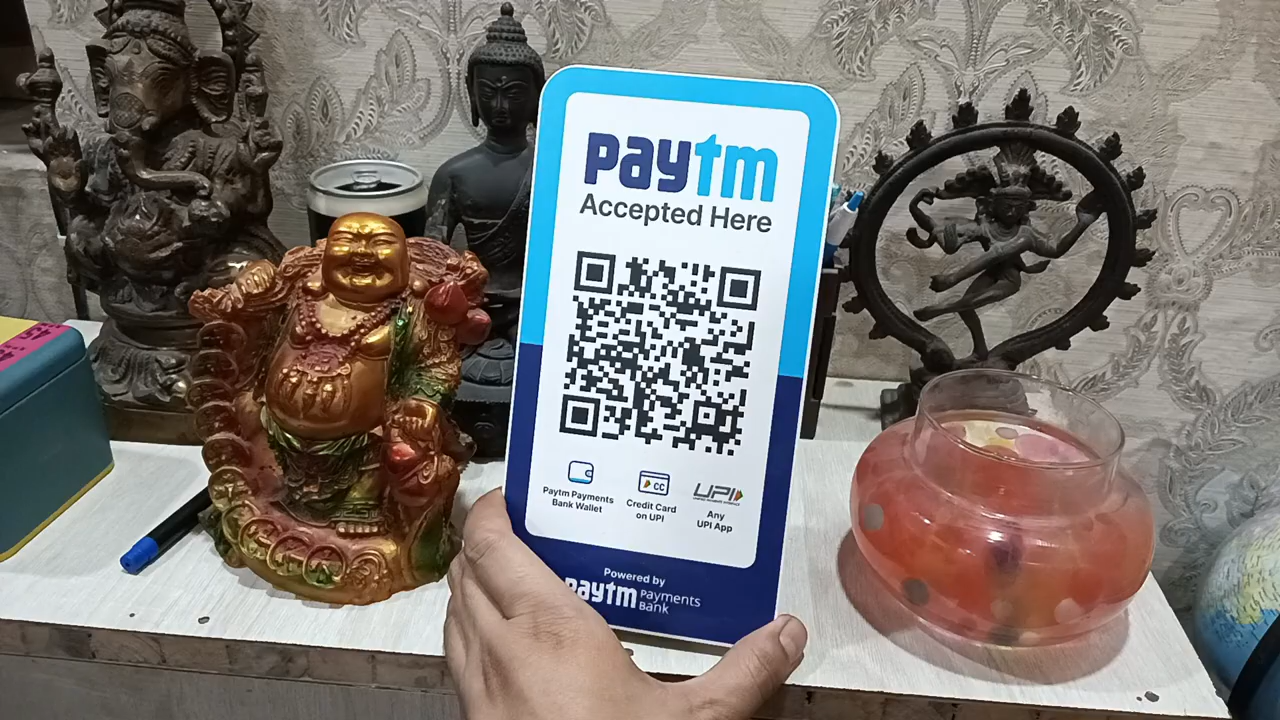 paytm
Accepted Here
Paytm Payments
Bank Wallet
CC
Credit Card
on UPI
UPI
Any
UPI App
Powered by
paytm Payments
Bank